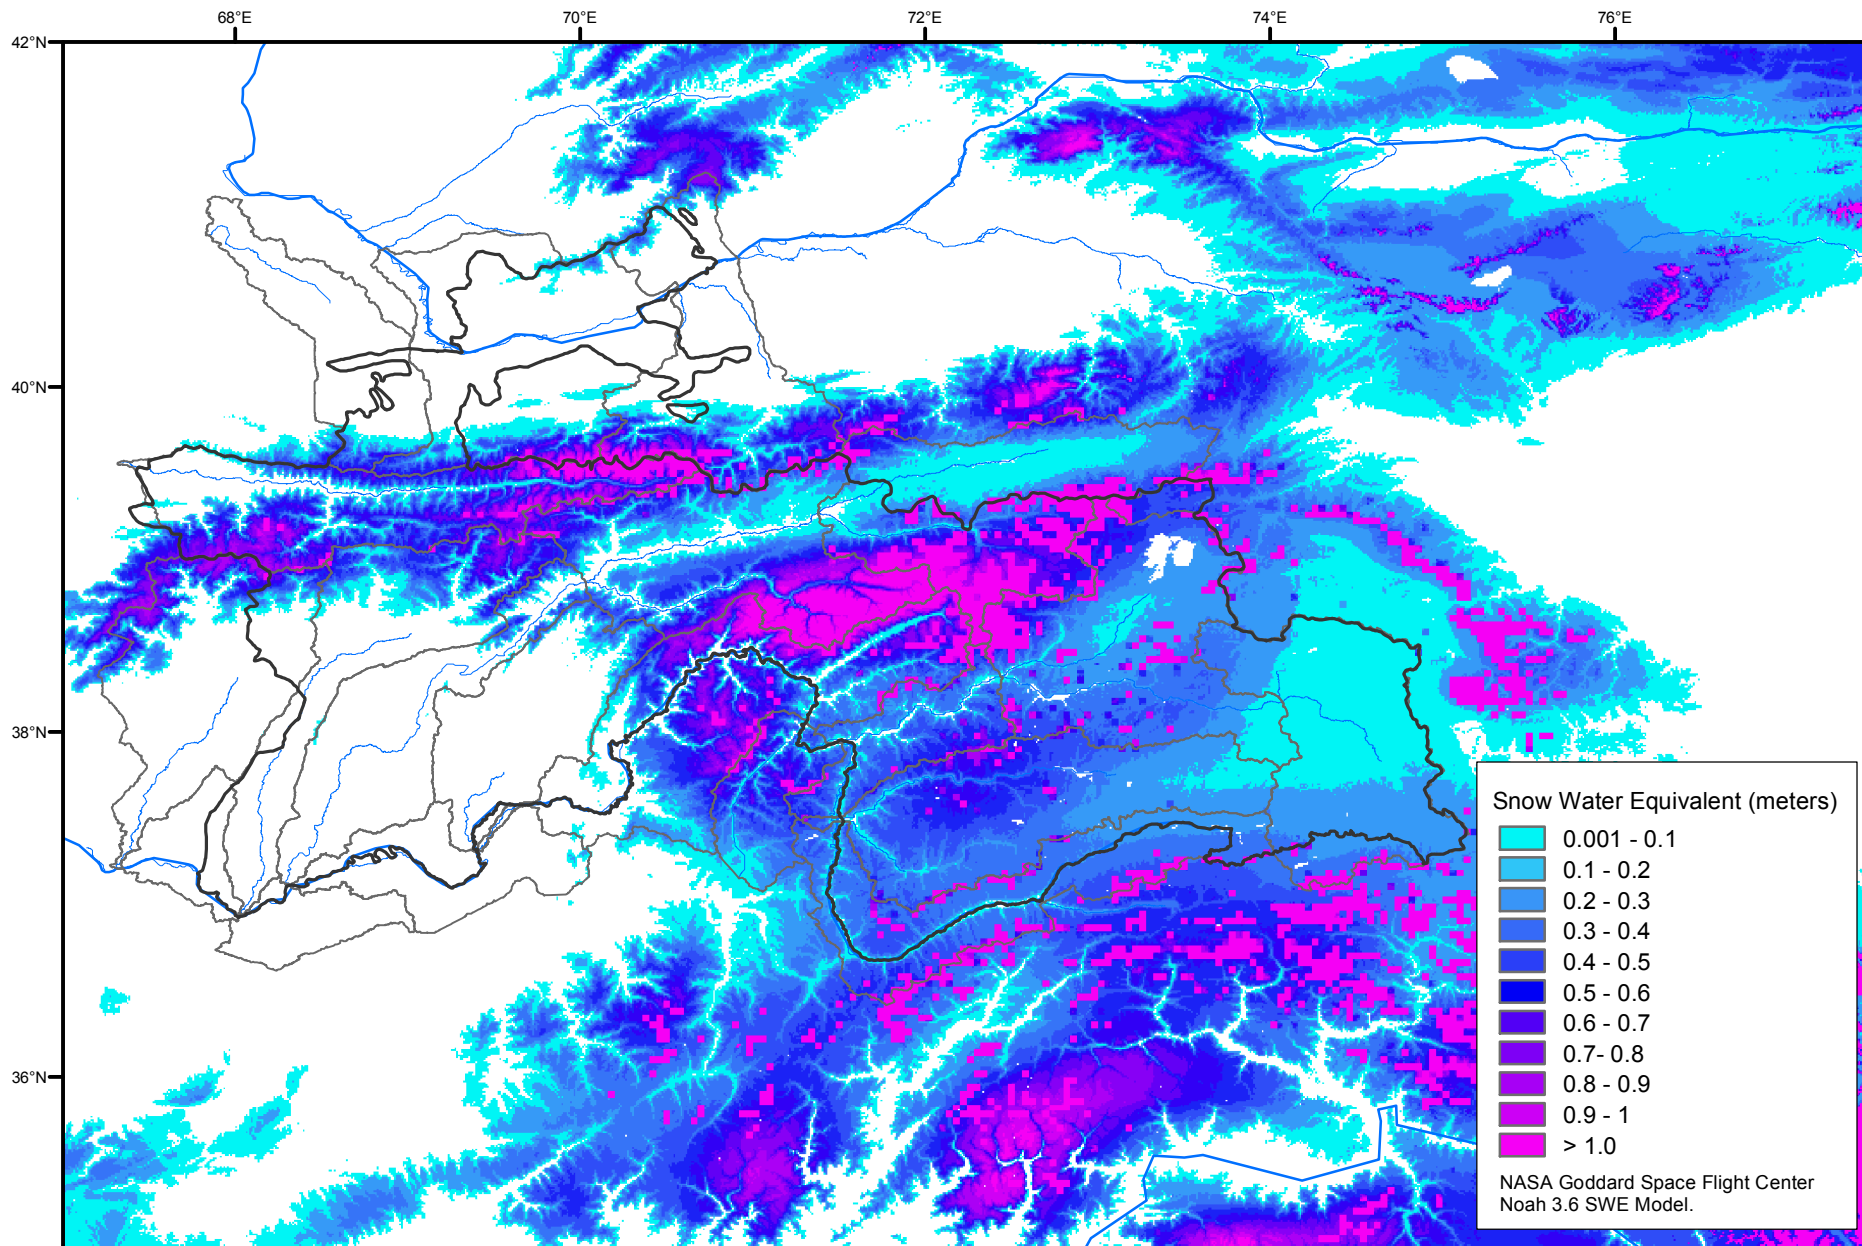 68°E
70°E
72°E
74°E
76°E
42°N
40°N
38°N
36°N
Snow Water Equivalent (meters)
0.001 - 0.1
0.1 - 0.2
0.2 - 0.3
0.3 - 0.4
0.4 - 0.5
0.5 - 0.6
0.6 - 0.7
0.7- 0.8
0.8 - 0.9
0.9 - 1
> 1.0
NASA Goddard Space Flight Center
Noah 3.6 SWE Model.